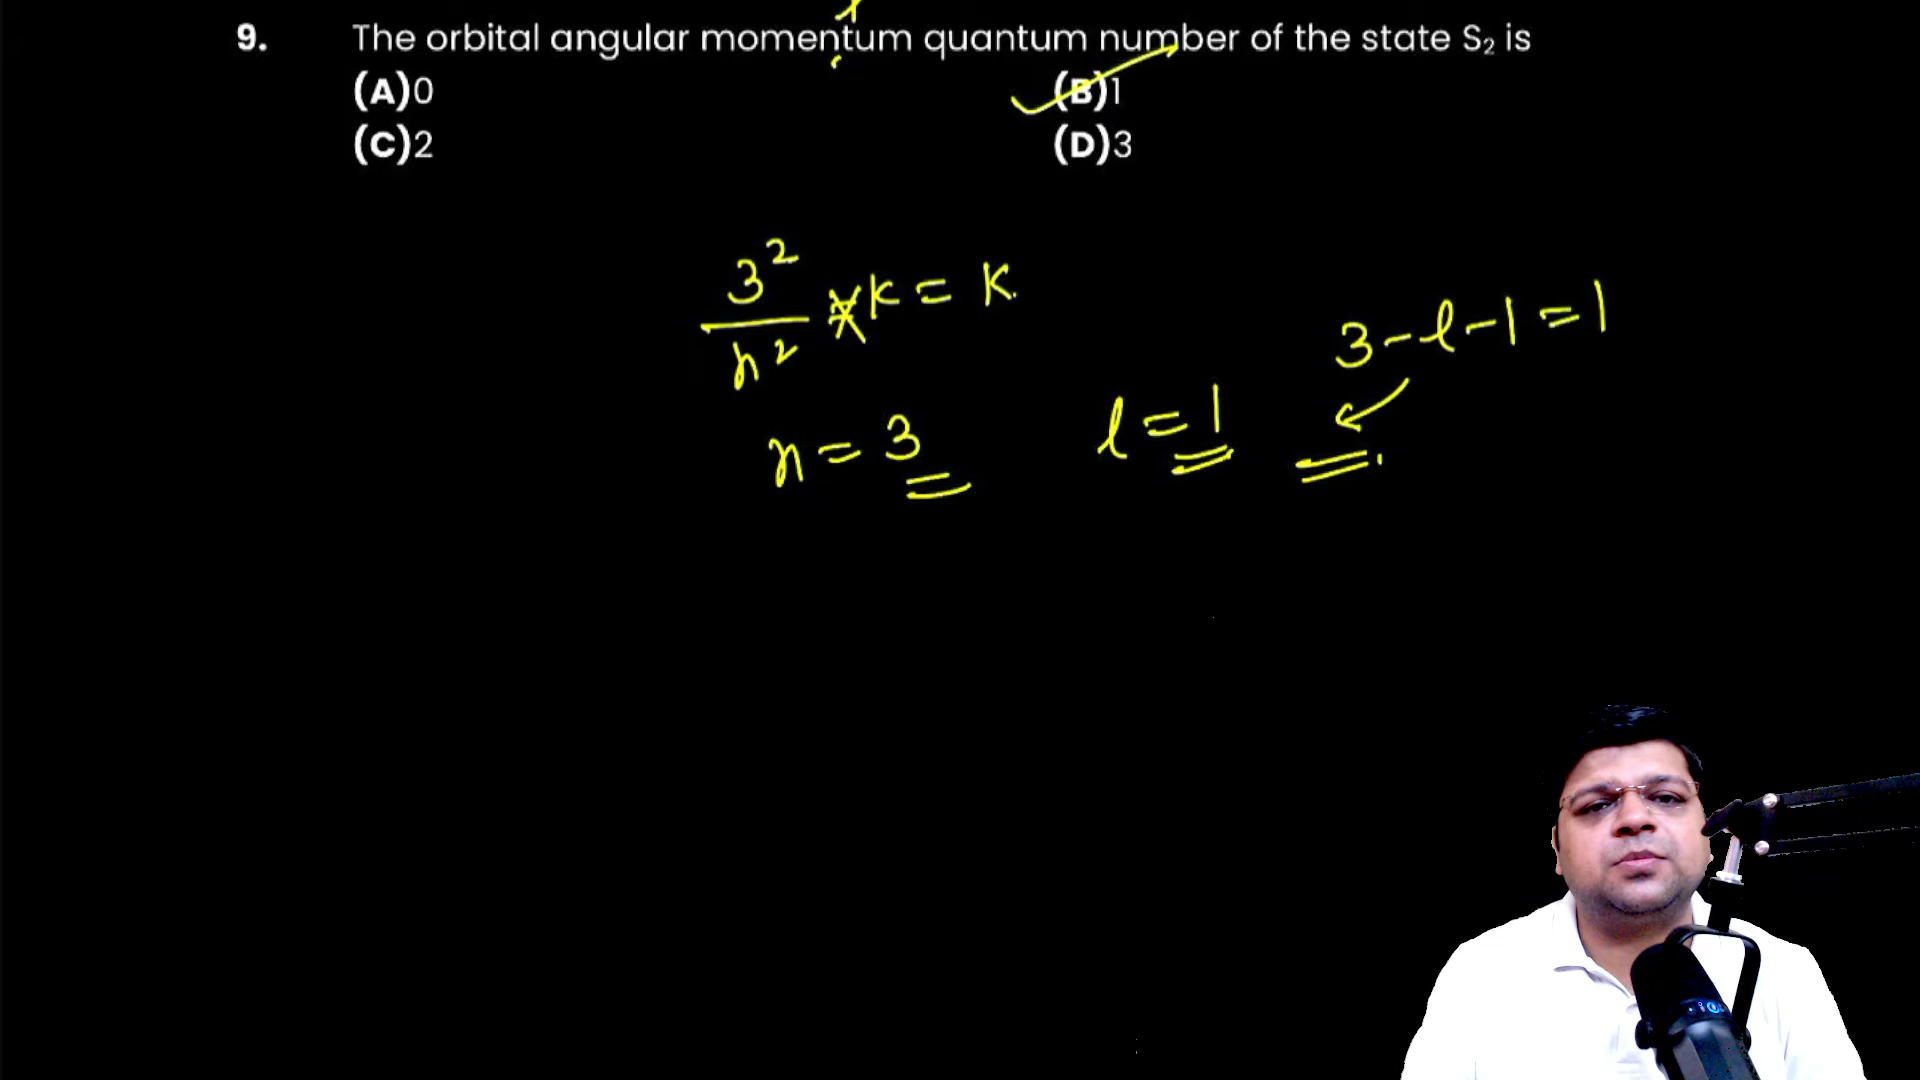 9. The orbital angular momentum quantum number of the state S₂ is
(A)0 (B)1
(C)2 (D)3
3²/n² * K = K.
3-l-1=1
n=3 l=1